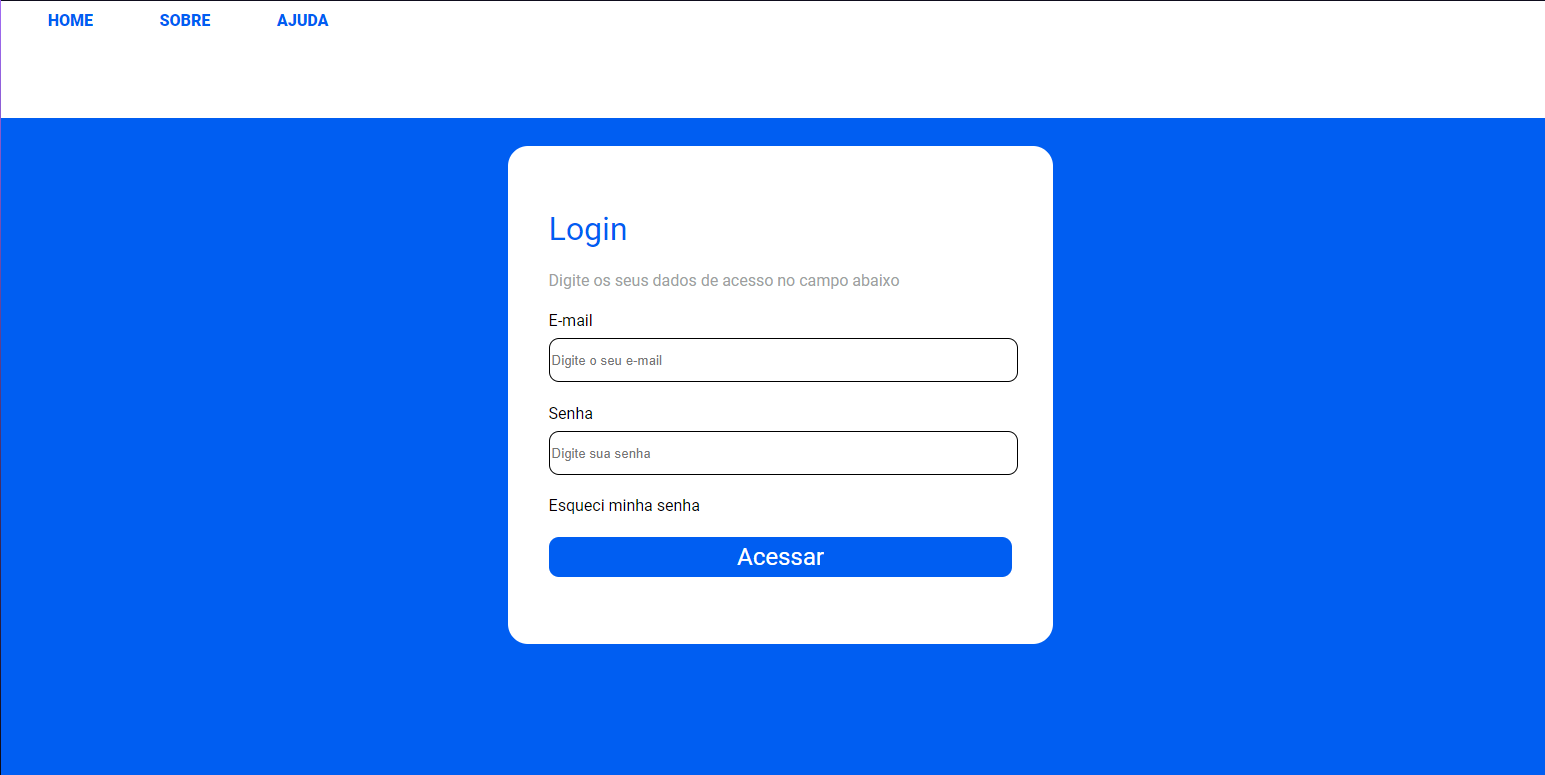 HOME SOBRE AJUDA
Login
Digite os seus dados de acesso no campo abaixo
E-mail
Digite o seu e-mail
Senha
Digite sua senha
Esqueci minha senha
Acessar